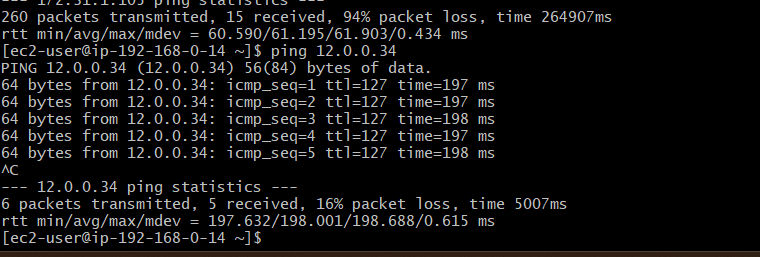 --- 172.31.1.105 ping statistics ---
260 packets transmitted, 15 received, 94% packet loss, time 264907ms
rtt min/avg/max/mdev = 60.590/61.195/61.903/0.434 ms
[ec2-user@ip-192-168-0-14 ~]$ ping 12.0.0.34
PING 12.0.0.34 (12.0.0.34) 56(84) bytes of data.
64 bytes from 12.0.0.34: icmp_seq=1 ttl=127 time=197 ms
64 bytes from 12.0.0.34: icmp_seq=2 ttl=127 time=197 ms
64 bytes from 12.0.0.34: icmp_seq=3 ttl=127 time=198 ms
64 bytes from 12.0.0.34: icmp_seq=4 ttl=127 time=197 ms
64 bytes from 12.0.0.34: icmp_seq=5 ttl=127 time=198 ms
^C
--- 12.0.0.34 ping statistics ---
6 packets transmitted, 5 received, 16% packet loss, time 5007ms
rtt min/avg/max/mdev = 197.632/198.001/198.688/0.615 ms
[ec2-user@ip-192-168-0-14 ~]$